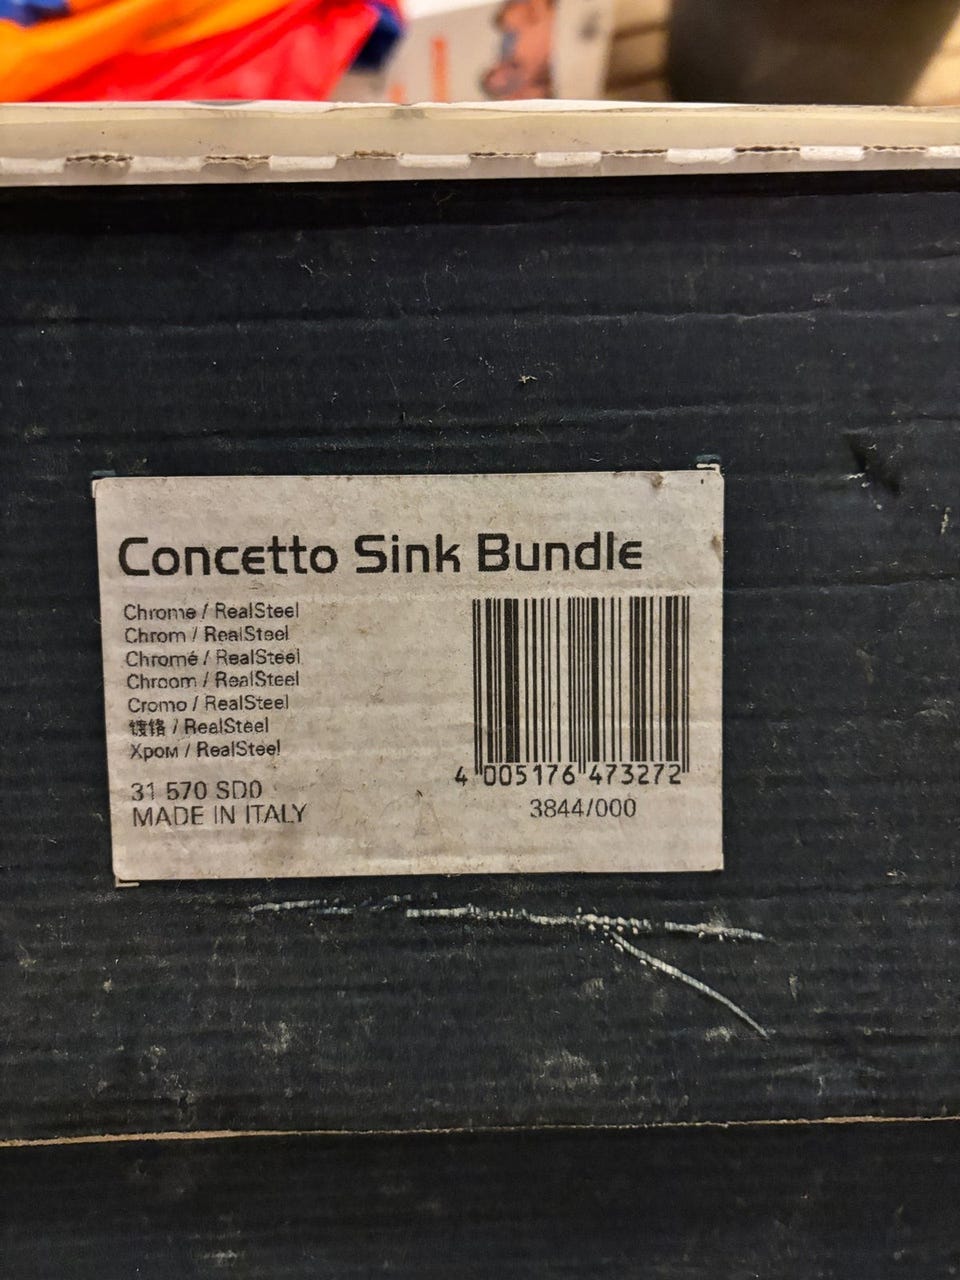 Concetto Sink Bundle
Chrome / RealSteel
Chrom / RealSteel
Chromé / RealSteel
Chroom / RealSteel
Cromo / RealSteel
镀铬 / RealSteel
Хром / RealSteel
31 570 SD0
MADE IN ITALY
4 005176 473272
3844/000